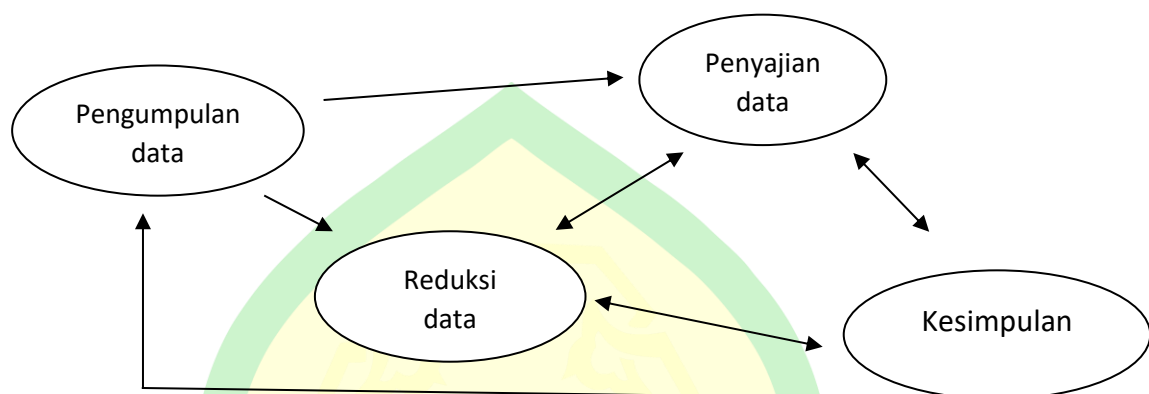 Pengumpulan
data
Penyajian
data
Reduksi
data
Kesimpulan